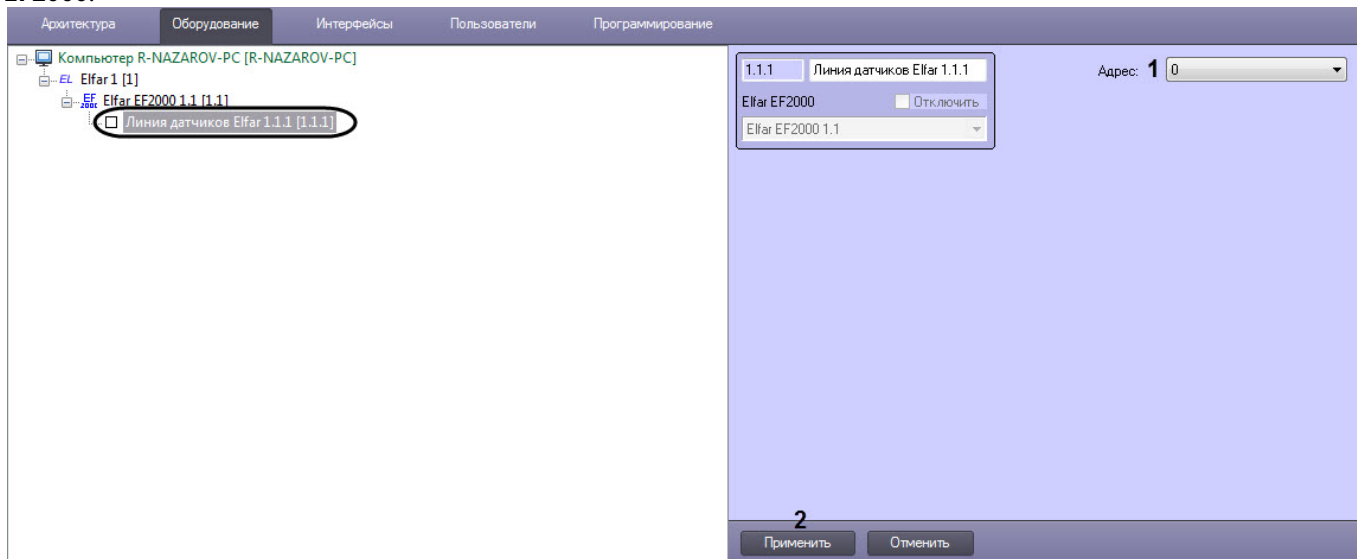 Архитектура Оборудование Интерфейсы Пользователи Программирование
Компьютер R-NAZAROV-PC [R-NAZAROV-PC]
EL Elfar 1 [1]
EF 2000 Elfar EF2000 1.1 [1.1]
Линия датчиков Elfar 1.1.1 [1.1.1]
1.1.1 Линия датчиков Elfar 1.1.1
Elfar EF2000 Отключить
Elfar EF2000 1.1
Адрес: 1 0
2
Применить Отменить